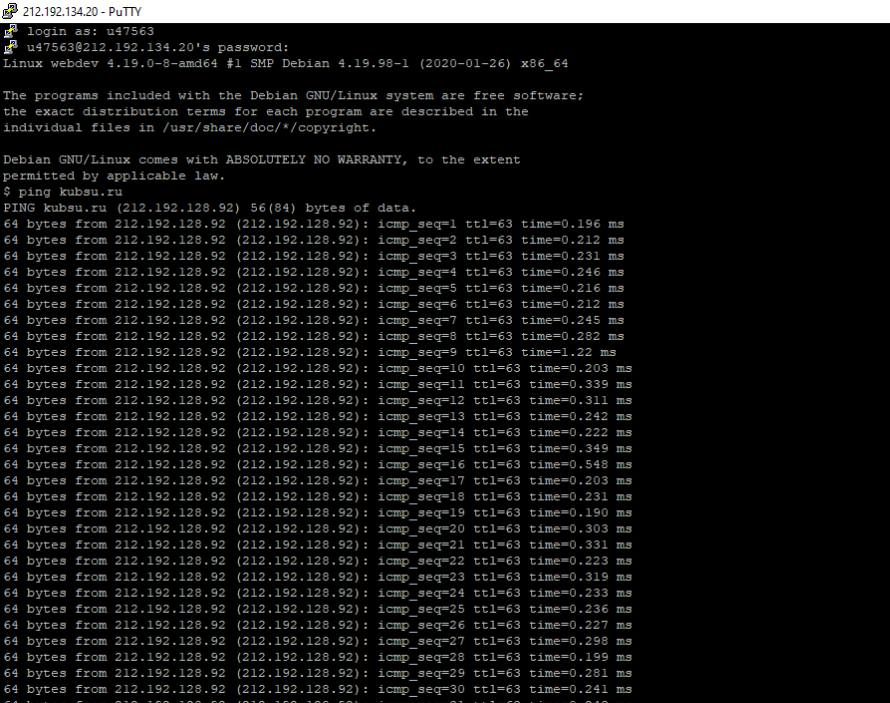 212.192.134.20 - PuTTY
login as: u47563
u47563@212.192.134.20's password:
Linux webdev 4.19.0-8-amd64 #1 SMP Debian 4.19.98-1 (2020-01-26) x86_64
The programs included with the Debian GNU/Linux system are free software;
the exact distribution terms for each program are described in the
individual files in /usr/share/doc/*/copyright.
Debian GNU/Linux comes with ABSOLUTELY NO WARRANTY, to the extent
permitted by applicable law.
$ ping kubsu.ru
PING kubsu.ru (212.192.128.92) 56(84) bytes of data.
64 bytes from 212.192.128.92 (212.192.128.92): icmp_seq=1 ttl=63 time=0.196 ms
64 bytes from 212.192.128.92 (212.192.128.92): icmp_seq=2 ttl=63 time=0.212 ms
64 bytes from 212.192.128.92 (212.192.128.92): icmp_seq=3 ttl=63 time=0.231 ms
64 bytes from 212.192.128.92 (212.192.128.92): icmp_seq=4 ttl=63 time=0.246 ms
64 bytes from 212.192.128.92 (212.192.128.92): icmp_seq=5 ttl=63 time=0.216 ms
64 bytes from 212.192.128.92 (212.192.128.92): icmp_seq=6 ttl=63 time=0.212 ms
64 bytes from 212.192.128.92 (212.192.128.92): icmp_seq=7 ttl=63 time=0.245 ms
64 bytes from 212.192.128.92 (212.192.128.92): icmp_seq=8 ttl=63 time=0.282 ms
64 bytes from 212.192.128.92 (212.192.128.92): icmp_seq=9 ttl=63 time=1.22 ms
64 bytes from 212.192.128.92 (212.192.128.92): icmp_seq=10 ttl=63 time=0.203 ms
64 bytes from 212.192.128.92 (212.192.128.92): icmp_seq=11 ttl=63 time=0.339 ms
64 bytes from 212.192.128.92 (212.192.128.92): icmp_seq=12 ttl=63 time=0.311 ms
64 bytes from 212.192.128.92 (212.192.128.92): icmp_seq=13 ttl=63 time=0.242 ms
64 bytes from 212.192.128.92 (212.192.128.92): icmp_seq=14 ttl=63 time=0.222 ms
64 bytes from 212.192.128.92 (212.192.128.92): icmp_seq=15 ttl=63 time=0.349 ms
64 bytes from 212.192.128.92 (212.192.128.92): icmp_seq=16 ttl=63 time=0.548 ms
64 bytes from 212.192.128.92 (212.192.128.92): icmp_seq=17 ttl=63 time=0.203 ms
64 bytes from 212.192.128.92 (212.192.128.92): icmp_seq=18 ttl=63 time=0.231 ms
64 bytes from 212.192.128.92 (212.192.128.92): icmp_seq=19 ttl=63 time=0.190 ms
64 bytes from 212.192.128.92 (212.192.128.92): icmp_seq=20 ttl=63 time=0.303 ms
64 bytes from 212.192.128.92 (212.192.128.92): icmp_seq=21 ttl=63 time=0.331 ms
64 bytes from 212.192.128.92 (212.192.128.92): icmp_seq=22 ttl=63 time=0.223 ms
64 bytes from 212.192.128.92 (212.192.128.92): icmp_seq=23 ttl=63 time=0.319 ms
64 bytes from 212.192.128.92 (212.192.128.92): icmp_seq=24 ttl=63 time=0.233 ms
64 bytes from 212.192.128.92 (212.192.128.92): icmp_seq=25 ttl=63 time=0.236 ms
64 bytes from 212.192.128.92 (212.192.128.92): icmp_seq=26 ttl=63 time=0.227 ms
64 bytes from 212.192.128.92 (212.192.128.92): icmp_seq=27 ttl=63 time=0.298 ms
64 bytes from 212.192.128.92 (212.192.128.92): icmp_seq=28 ttl=63 time=0.199 ms
64 bytes from 212.192.128.92 (212.192.128.92): icmp_seq=29 ttl=63 time=0.281 ms
64 bytes from 212.192.128.92 (212.192.128.92): icmp_seq=30 ttl=63 time=0.241 ms